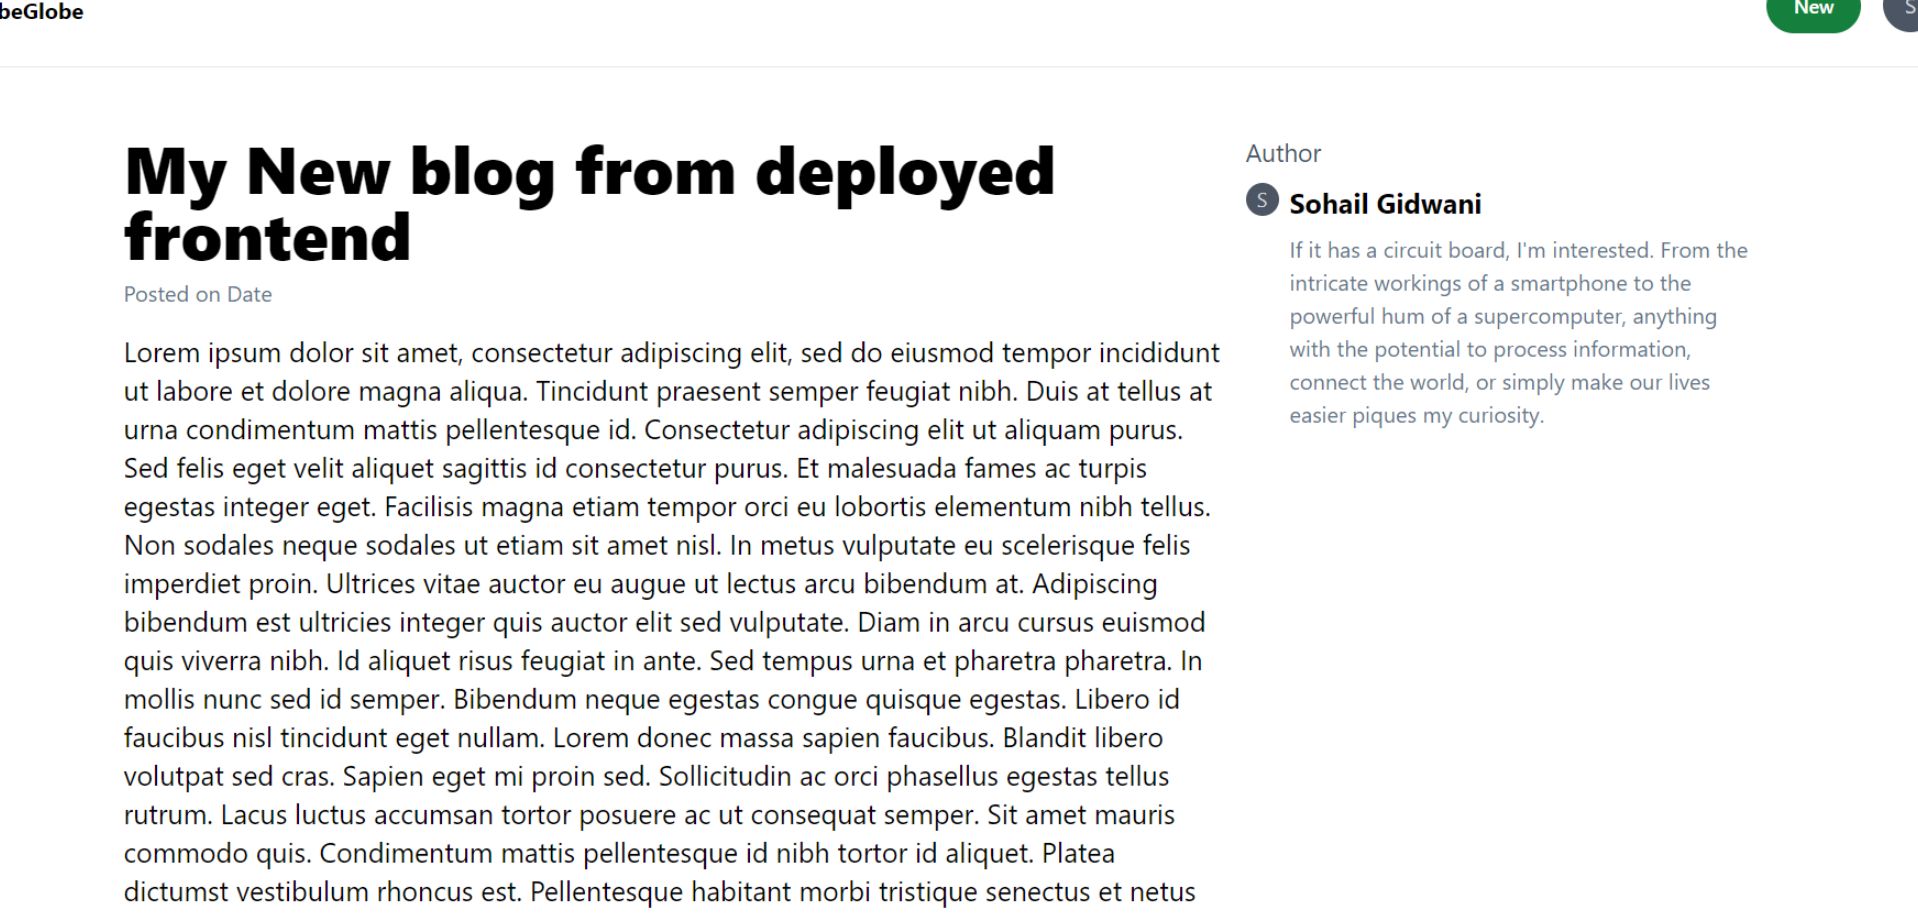 beGlobe
New
S
My New blog from deployed
frontend
Posted on Date
Lorem ipsum dolor sit amet, consectetur adipiscing elit, sed do eiusmod tempor incididunt
ut labore et dolore magna aliqua. Tincidunt praesent semper feugiat nibh. Duis at tellus at
urna condimentum mattis pellentesque id. Consectetur adipiscing elit ut aliquam purus.
Sed felis eget velit aliquet sagittis id consectetur purus. Et malesuada fames ac turpis
egestas integer eget. Facilisis magna etiam tempor orci eu lobortis elementum nibh tellus.
Non sodales neque sodales ut etiam sit amet nisl. In metus vulputate eu scelerisque felis
imperdiet proin. Ultrices vitae auctor eu augue ut lectus arcu bibendum at. Adipiscing
bibendum est ultricies integer quis auctor elit sed vulputate. Diam in arcu cursus euismod
quis viverra nibh. Id aliquet risus feugiat in ante. Sed tempus urna et pharetra pharetra. In
mollis nunc sed id semper. Bibendum neque egestas congue quisque egestas. Libero id
faucibus nisl tincidunt eget nullam. Lorem donec massa sapien faucibus. Blandit libero
volutpat sed cras. Sapien eget mi proin sed. Sollicitudin ac orci phasellus egestas tellus
rutrum. Lacus luctus accumsan tortor posuere ac ut consequat semper. Sit amet mauris
commodo quis. Condimentum mattis pellentesque id nibh tortor id aliquet. Platea
dictumst vestibulum rhoncus est. Pellentesque habitant morbi tristique senectus et netus
Author
S
Sohail Gidwani
If it has a circuit board, I'm interested. From the
intricate workings of a smartphone to the
powerful hum of a supercomputer, anything
with the potential to process information,
connect the world, or simply make our lives
easier piques my curiosity.